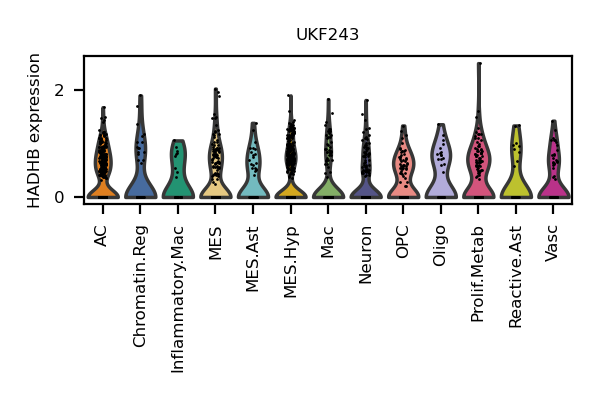 UKF243
HADHB expression
2
0
AC
Chromatin.Reg
Inflammatory.Mac
MES
MES.Ast
MES.Hyp
Mac
Neuron
OPC
Oligo
Prolif.Metab
Reactive.Ast
Vasc